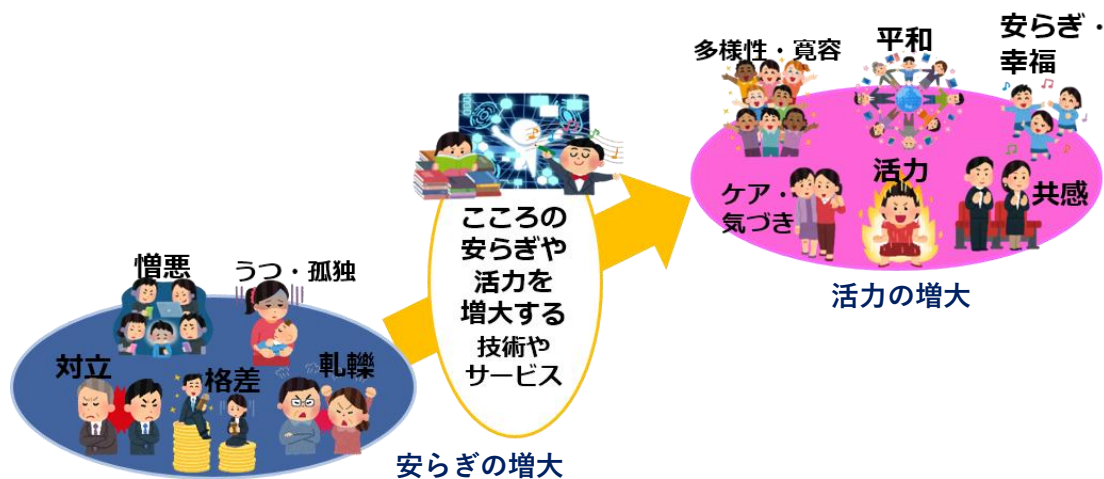 憎悪
うつ・孤独
対立
格差
軋轢
安らぎの増大
こころの
安らぎや
活力を
増大する
技術や
サービス
多様性・寛容
平和
安らぎ・
幸福
ケア・
気づき
活力
共感
活力の増大